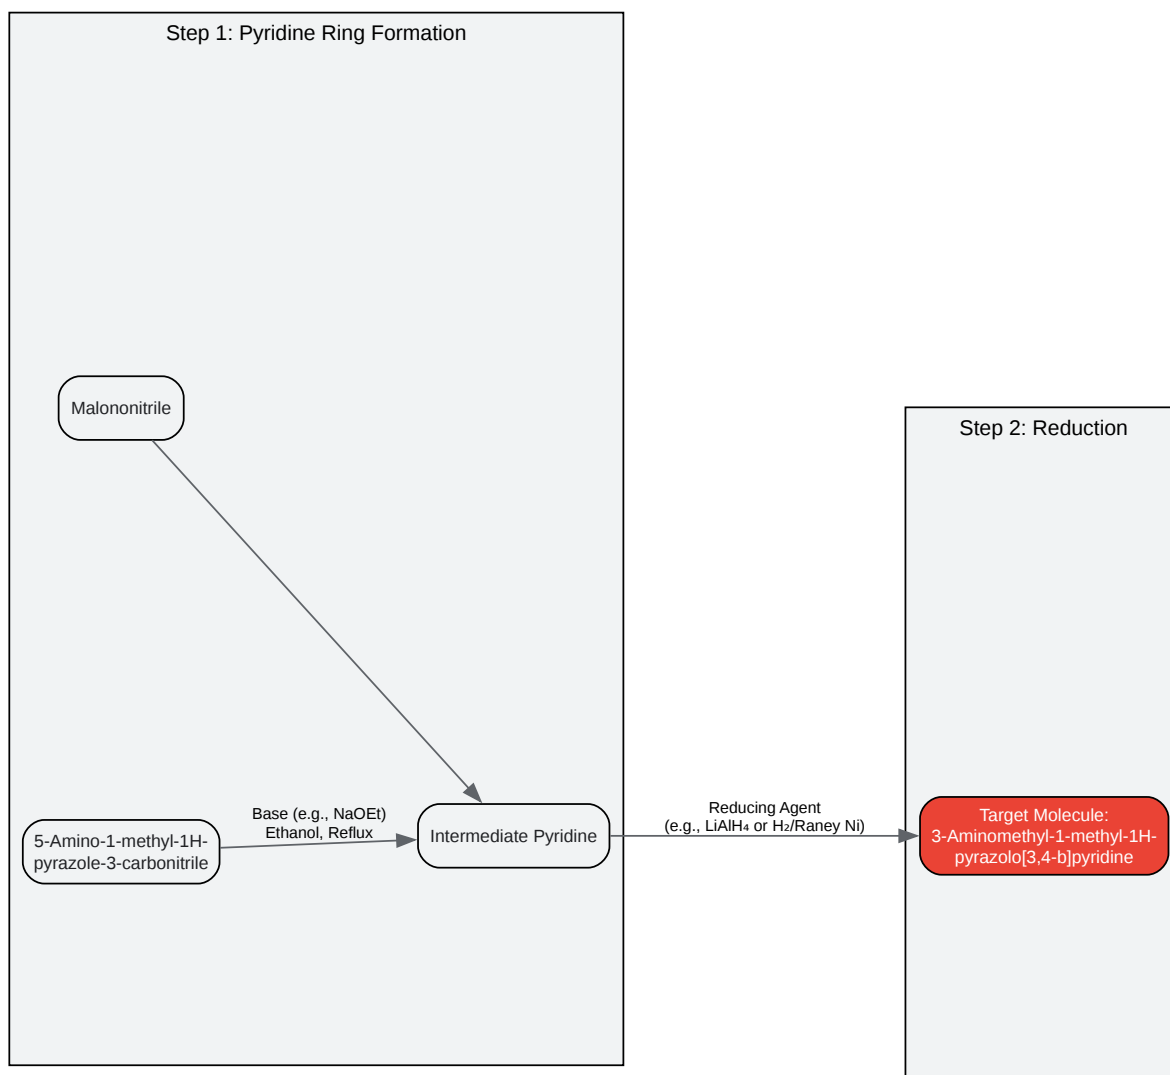 Step 1: Pyridine Ring Formation
Malononitrile
5-Amino-1-methyl-1H-
pyrazole-3-carbonitrile
Base (e.g., NaOEt)
Ethanol, Reflux
Intermediate Pyridine
Reducing Agent
(e.g., LiAlH₄ or H₂/Raney Ni)
Step 2: Reduction
Target Molecule:
3-Aminomethyl-1-methyl-1H-
pyrazolo[3,4-b]pyridine